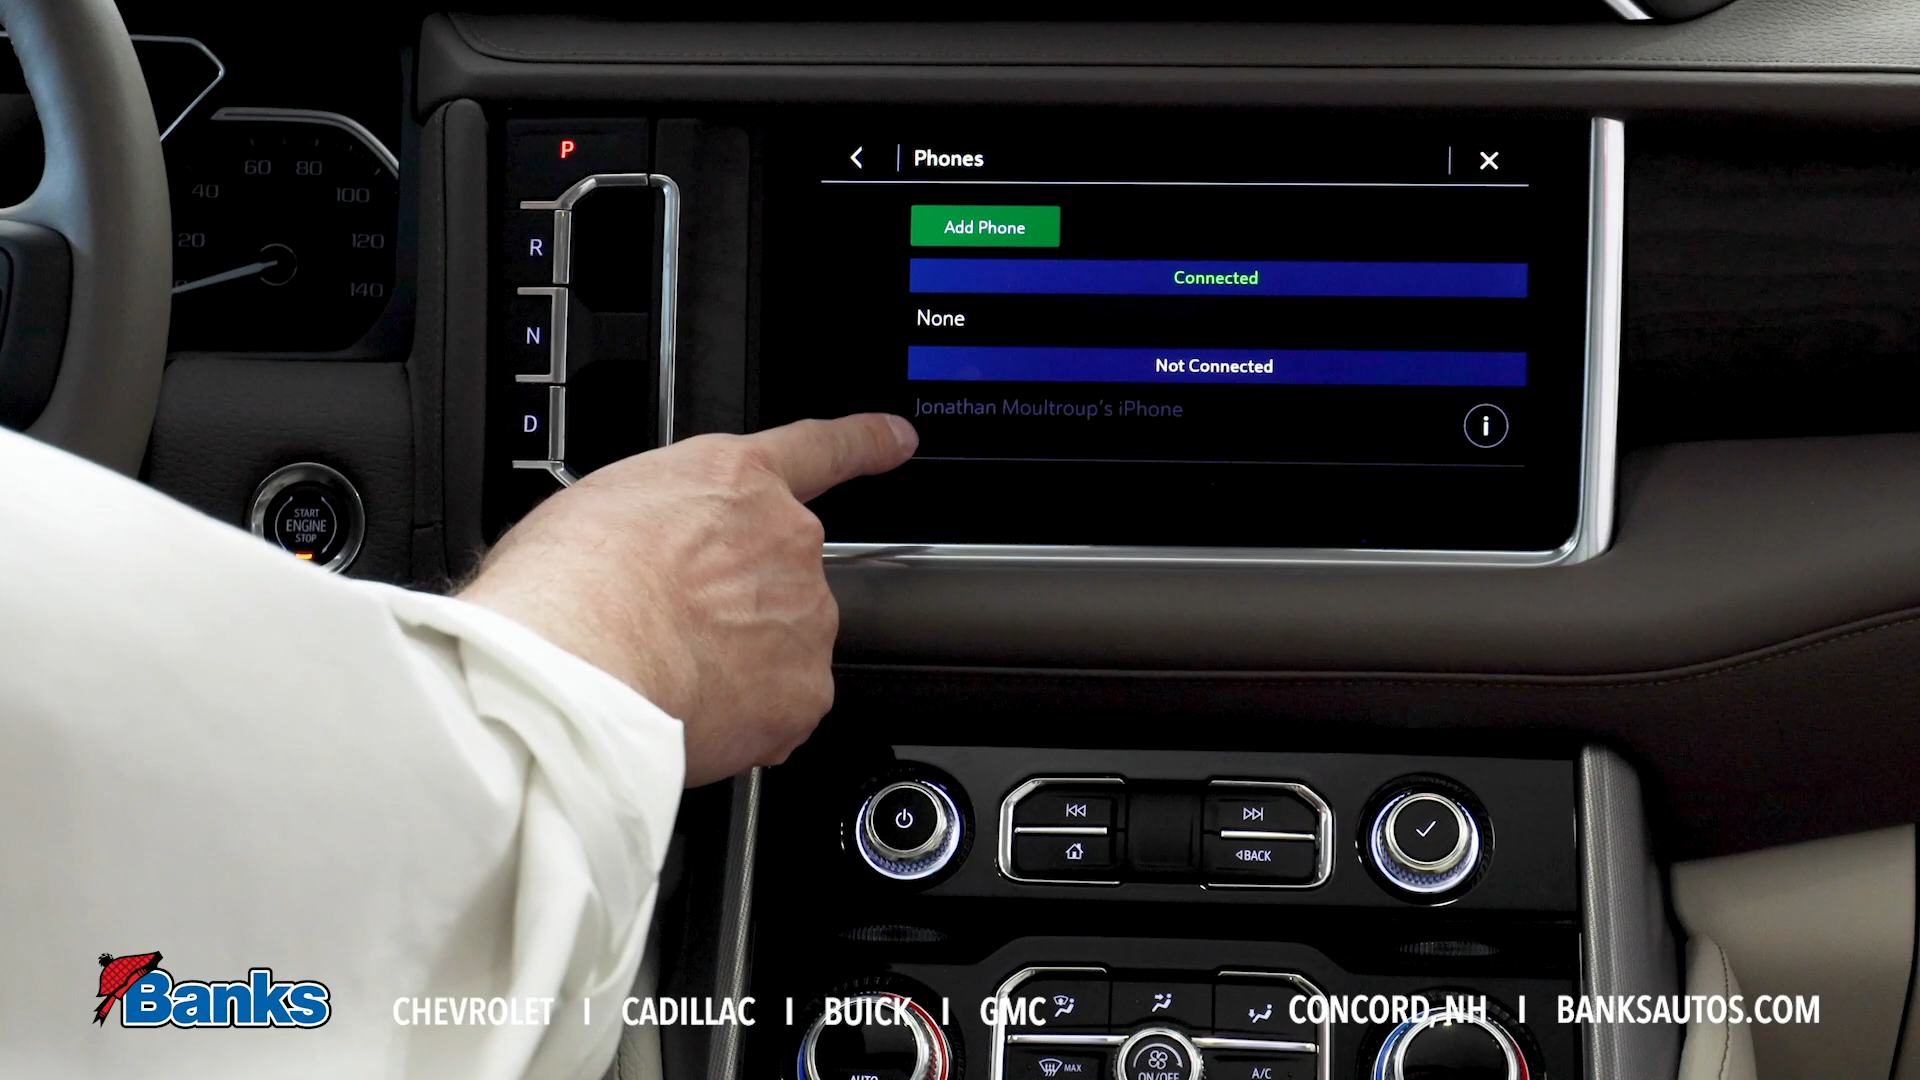 60 80
40 100
20 120
140
P
R
N
D
START
ENGINE
STOP
Phones
Add Phone
Connected
None
Not Connected
Jonathan Moultroup's iPhone
i
BACK
MAX
ON/OFF
A/C
AUTO
Banks
CHEVROLET | CADILLAC | BUICK | GMC
CONCORD, NH | BANKSAUTOS.COM